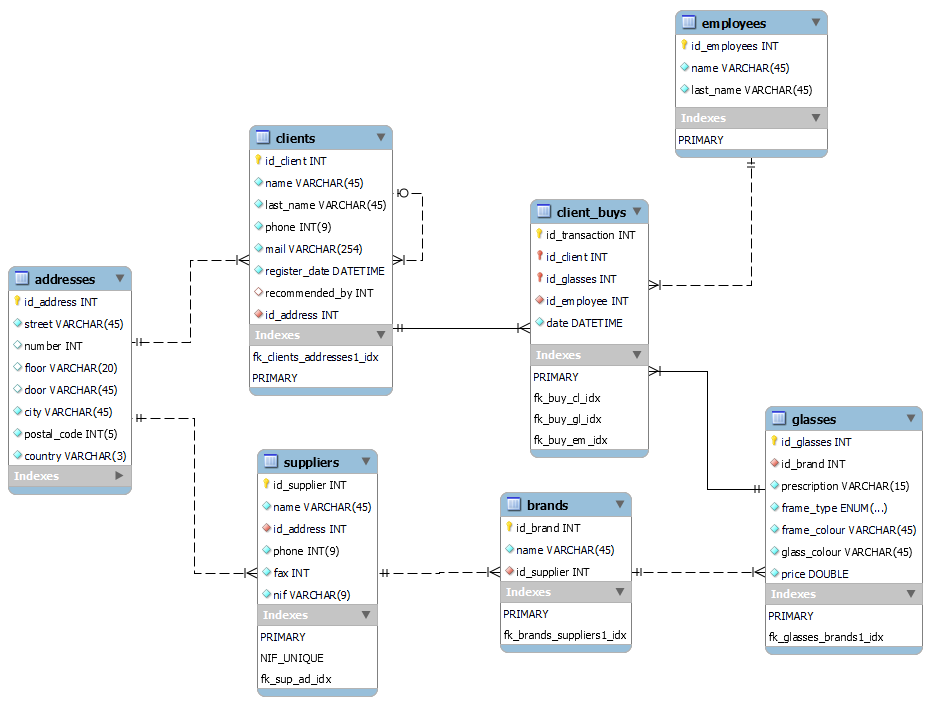 employees
id_employees INT
name VARCHAR(45)
last_name VARCHAR(45)
Indexes
PRIMARY
clients
id_client INT
name VARCHAR(45)
last_name VARCHAR(45)
phone INT(9)
mail VARCHAR(254)
register_date DATETIME
recommended_by INT
id_address INT
Indexes
fk_clients_addresses1_idx
PRIMARY
client_buys
id_transaction INT
id_client INT
id_glasses INT
id_employee INT
date DATETIME
Indexes
PRIMARY
fk_buy_cl_idx
fk_buy_gl_idx
fk_buy_em_idx
addresses
id_address INT
street VARCHAR(45)
number INT
floor VARCHAR(20)
door VARCHAR(45)
city VARCHAR(45)
postal_code INT(5)
country VARCHAR(3)
Indexes
suppliers
id_supplier INT
name VARCHAR(45)
id_address INT
phone INT(9)
fax INT
nif VARCHAR(9)
Indexes
PRIMARY
NIF_UNIQUE
fk_sup_ad_idx
brands
id_brand INT
name VARCHAR(45)
id_supplier INT
Indexes
PRIMARY
fk_brands_suppliers1_idx
glasses
id_glasses INT
id_brand INT
prescription VARCHAR(15)
frame_type ENUM(...)
frame_colour VARCHAR(45)
glass_colour VARCHAR(45)
price DOUBLE
Indexes
PRIMARY
fk_glasses_brands1_idx